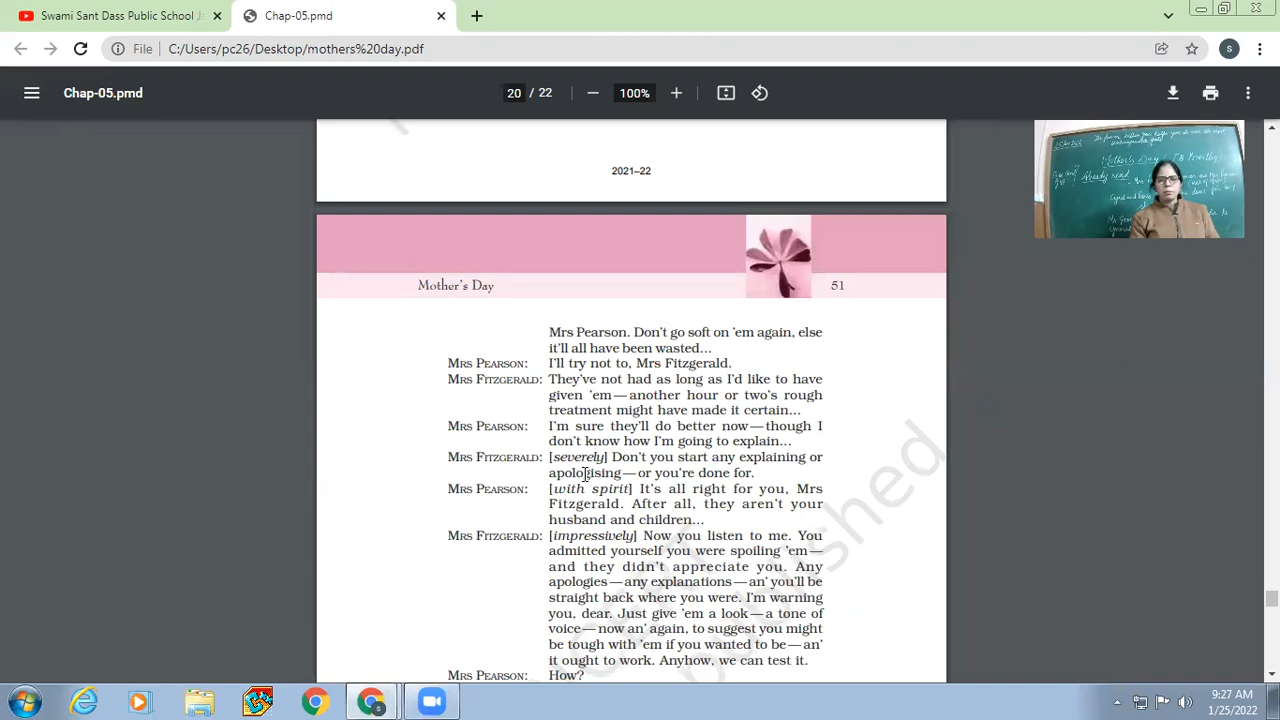 Swami Sant Dass Public School Ja
Chap-05.pmd
File
C:/Users/pc26/Desktop/mothers%20day.pdf
S
Chap-05.pmd
20 / 22
100%
2021–22
Mother's Day
51
Mrs Pearson. Don't go soft on 'em again, else
it'll all have been wasted...
MRS PEARSON: I'll try not to, Mrs Fitzgerald.
MRS FITZGERALD: They've not had as long as I'd like to have
given 'em—another hour or two's rough
treatment might have made it certain...
MRS PEARSON: I'm sure they'll do better now—though I
don't know how I'm going to explain...
MRS FITZGERALD: [severely] Don't you start any explaining or
apologising—or you're done for.
MRS PEARSON: [with spirit] It's all right for you, Mrs
Fitzgerald. After all, they aren't your
husband and children...
MRS FITZGERALD: [impressively] Now you listen to me. You
admitted yourself you were spoiling 'em—
and they didn't appreciate you. Any
apologies—any explanations—an' you'll be
straight back where you were. I'm warning
you, dear. Just give 'em a look—a tone of
voice—now an' again, to suggest you might
be tough with 'em if you wanted to be—an'
it ought to work. Anyhow, we can test it.
MRS PEARSON: How?
published
Mother's Day
Already read
9:27 AM
1/25/2022